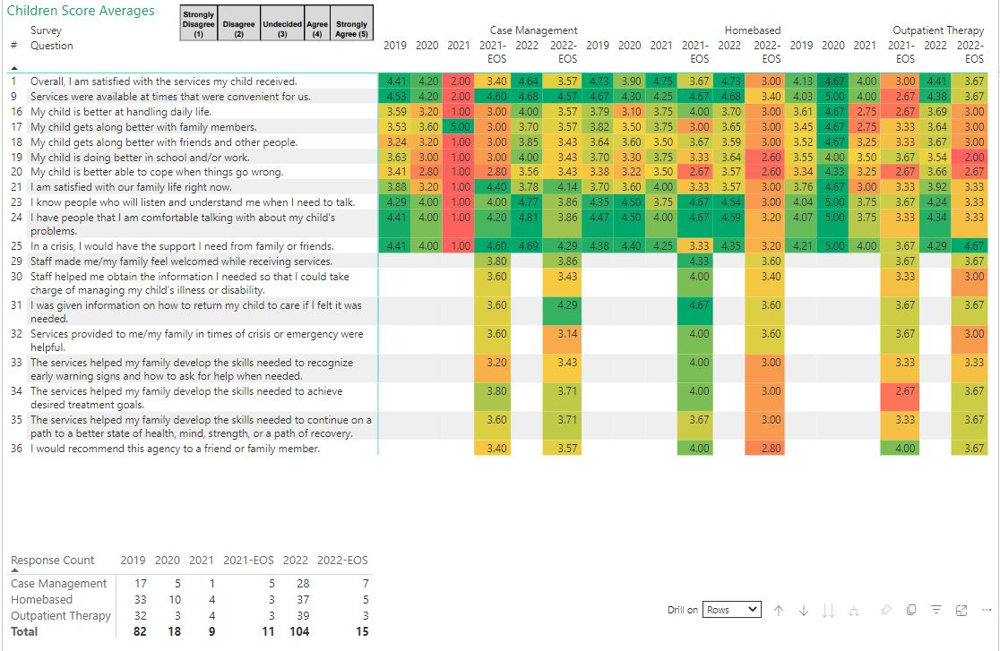 Children Score Averages
Strongly Disagree (1) Disagree (2) Undecided (3) Agree (4) Strongly Agree (5)
Survey Case Management Homebased Outpatient Therapy
# Question 2019 2020 2021 2021-EOS 2022 2022-EOS 2019 2020 2021 2021-EOS 2022 2022-EOS 2019 2020 2021 2021-EOS 2022 2022-EOS
1 Overall, I am satisfied with the services my child received. 4.41 4.20 2.00 3.40 4.64 3.57 4.73 3.90 4.75 3.67 4.73 3.00 4.13 4.67 4.00 3.00 4.41 3.67
9 Services were available at times that were convenient for us. 4.53 4.20 2.00 4.60 4.68 4.57 4.67 4.30 4.25 4.67 4.68 3.40 4.03 5.00 4.00 2.67 4.38 3.67
16 My child is better at handling daily life. 3.59 3.20 1.00 3.00 4.00 3.57 3.79 3.10 3.75 4.00 3.70 3.00 3.61 4.67 2.75 2.67 3.69 3.00
17 My child gets along better with family members. 3.53 3.60 5.00 3.00 3.70 3.57 3.82 3.50 3.75 3.00 3.65 3.00 3.45 4.67 2.75 3.33 3.64 3.00
18 My child gets along better with friends and other people. 3.24 3.20 1.00 3.00 3.85 3.43 3.64 3.60 3.50 3.67 3.59 3.00 3.52 4.67 3.25 3.33 3.67 3.00
19 My child is doing better in school and/or work. 3.63 3.00 1.00 3.00 4.00 3.43 3.70 3.30 3.75 3.33 3.64 2.60 3.55 4.00 3.50 3.67 3.54 2.00
20 My child is better able to cope when things go wrong. 3.41 2.80 1.00 2.80 3.56 3.43 3.38 3.22 3.50 2.67 3.57 2.60 3.34 4.33 3.25 2.67 3.66 2.67
21 I am satisfied with our family life right now. 3.88 3.20 1.00 4.40 3.78 4.14 3.70 3.60 4.00 3.33 3.57 3.00 3.76 4.67 3.00 3.33 3.92 3.33
23 I know people who will listen and understand me when I need to talk. 4.29 4.00 1.00 4.00 4.77 3.86 4.35 4.50 3.75 4.67 4.54 3.00 4.04 5.00 3.75 3.67 4.24 3.33
24 I have people that I am comfortable talking with about my child's 4.41 4.00 1.00 4.20 4.81 3.86 4.47 4.50 4.00 4.67 4.59 3.20 4.07 5.00 3.75 3.33 4.34 3.33
problems.
25 In a crisis, I would have the support I need from family or friends. 4.41 4.00 1.00 4.60 4.69 4.29 4.38 4.40 4.25 3.33 4.35 3.20 4.21 5.00 4.00 3.67 4.29 4.67
29 Staff made me/my family feel welcomed while receiving services. 3.80 3.86 4.33 3.60 3.67 3.67
30 Staff helped me obtain the information I needed so that I could take 3.60 3.43 4.00 3.40 3.33 3.00
charge of managing my child's illness or disability.
31 I was given information on how to return my child to care if I felt it was 3.60 4.29 4.67 3.60 3.67 3.67
needed.
32 Services provided to me/my family in times of crisis or emergency were 3.60 3.14 4.00 3.60 3.67 3.00
helpful.
33 The services helped my family develop the skills needed to recognize 3.20 3.43 4.00 3.00 3.33 3.33
early warning signs and how to ask for help when needed.
34 The services helped my family develop the skills needed to achieve 3.80 3.71 4.00 3.00 2.67 3.67
desired treatment goals.
35 The services helped my family develop the skills needed to continue on a 3.60 3.71 3.67 3.00 3.33 3.67
path to a better state of health, mind, strength, or a path of recovery.
36 I would recommend this agency to a friend or family member. 3.40 3.57 4.00 2.80 4.00 3.67
Response Count 2019 2020 2021 2021-EOS 2022 2022-EOS
Case Management 17 5 1 5 28 7
Homebased 33 10 4 3 37 5
Outpatient Therapy 32 3 4 3 39 3
Total 82 18 9 11 104 15
Drill on Rows